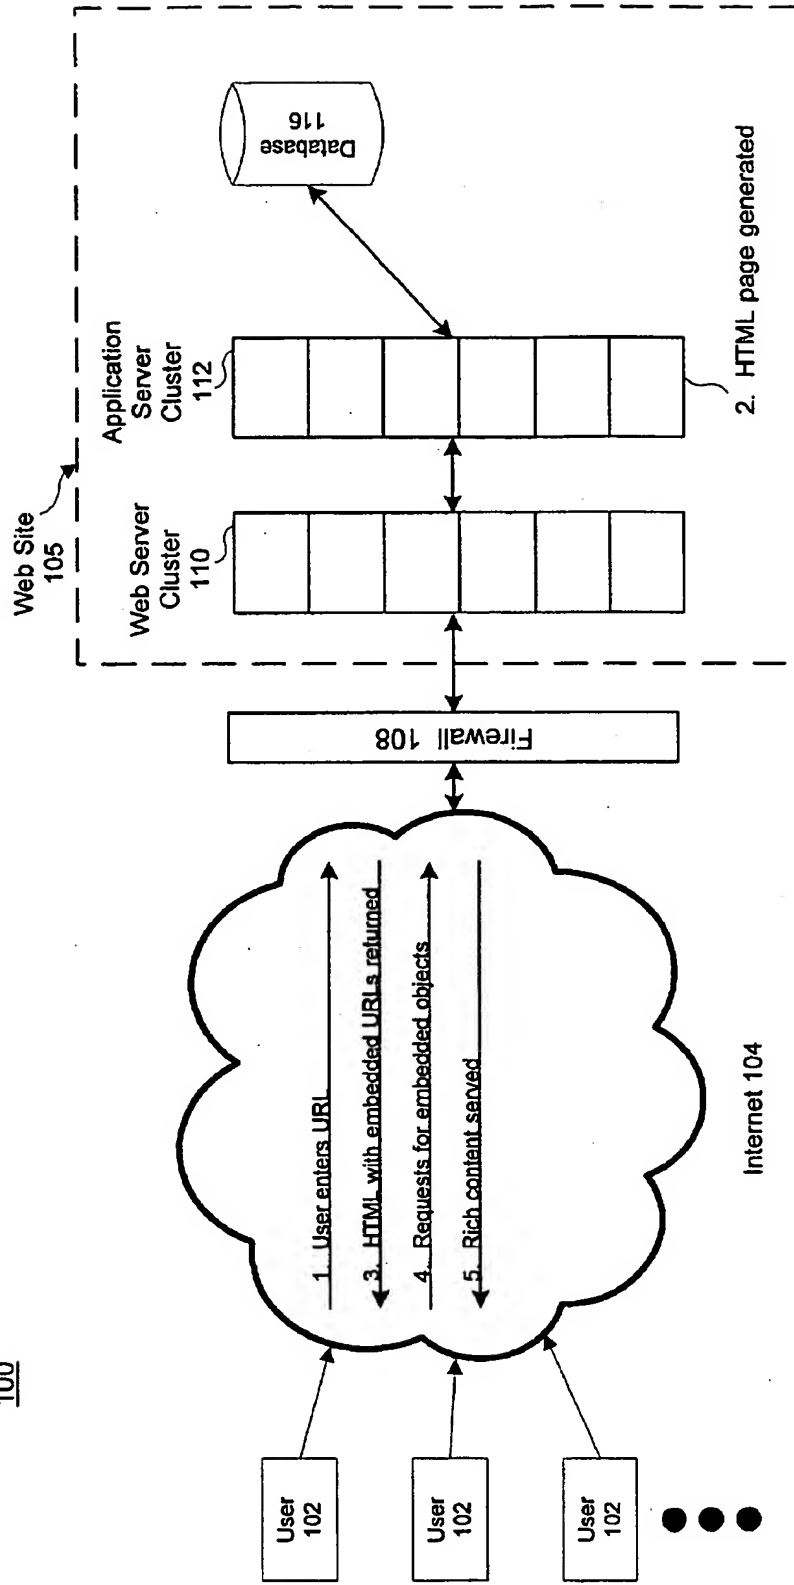 100
Web Site
105
Web Server
Cluster
110
Application
Server
Cluster
112
Database
116
Firewall 108
1. User enters URL
3. HTML with embedded URLs returned
4. Requests for embedded objects
5. Rich content served
2. HTML page generated
Internet 104
User
102
User
102
User
102